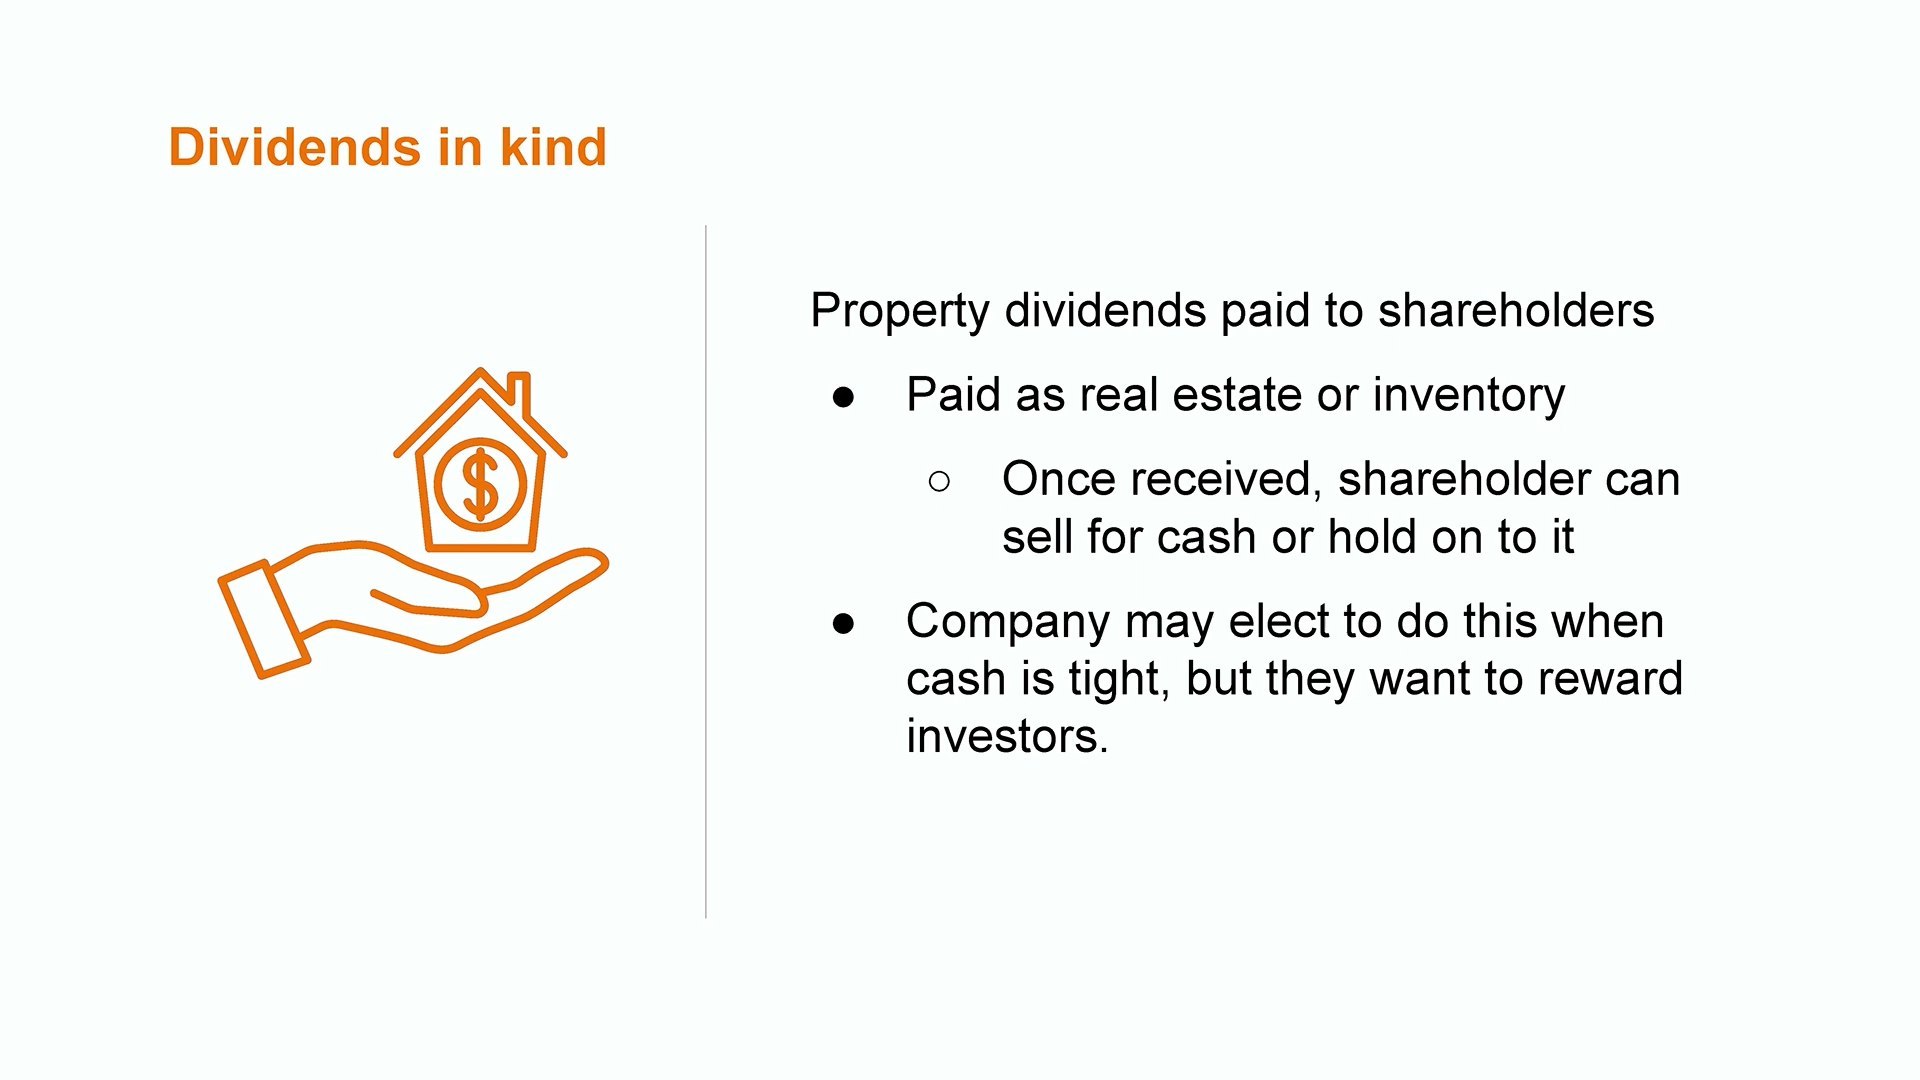 Dividends in kind
$
Property dividends paid to shareholders
● Paid as real estate or inventory
○ Once received, shareholder can
sell for cash or hold on to it
● Company may elect to do this when
cash is tight, but they want to reward
investors.